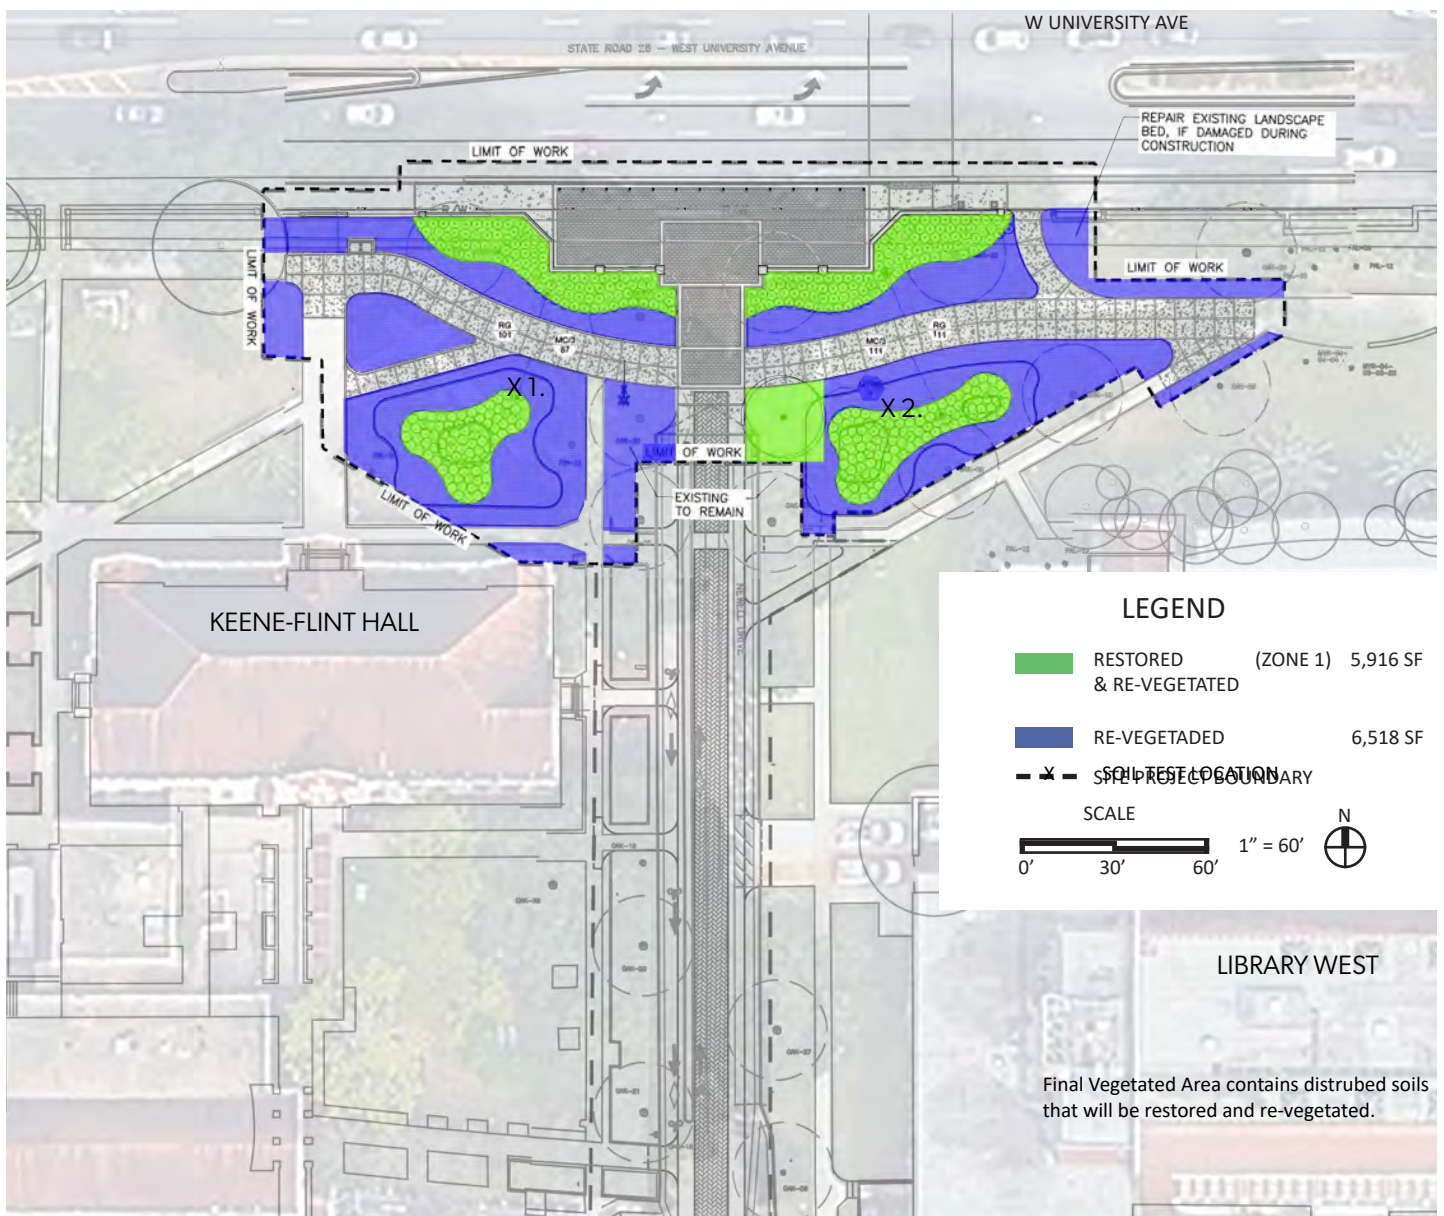 W UNIVERSITY AVE
STATE ROAD 26 – WEST UNIVERSITY AVENUE
REPAIR EXISTING LANDSCAPE
BED, IF DAMAGED DURING
CONSTRUCTION
LIMIT OF WORK
LIMIT OF WORK
LIMIT OF WORK
RG
101
MC/3
87
MC/3
111
RG
111
X 1.
X 2.
LIMIT OF WORK
LIMIT OF WORK
EXISTING
TO REMAIN
KEENE-FLINT HALL
NEWELL DRIVE
LEGEND
RESTORED (ZONE 1) 5,916 SF
& RE-VEGETATED
RE-VEGETADED 6,518 SF
X SOIL TEST LOCATION
SITE PROJECT BOUNDARY
SCALE
N
1” = 60’
0’ 30’ 60’
LIBRARY WEST
Final Vegetated Area contains distrubed soils
that will be restored and re-vegetated.